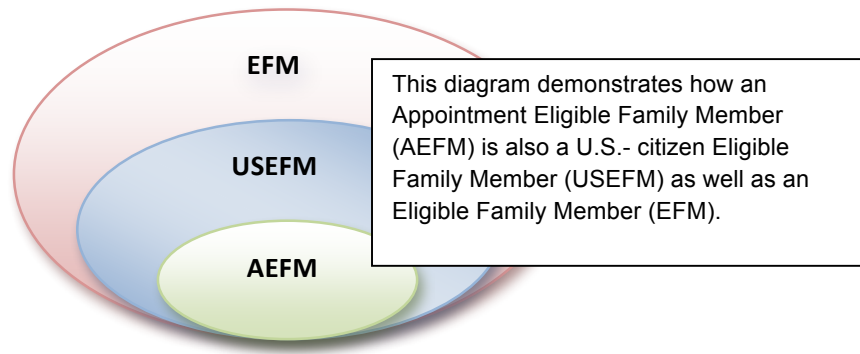 EFM
USEFM
AEFM
This diagram demonstrates how an
Appointment Eligible Family Member
(AEFM) is also a U.S.- citizen Eligible
Family Member (USEFM) as well as an
Eligible Family Member (EFM).